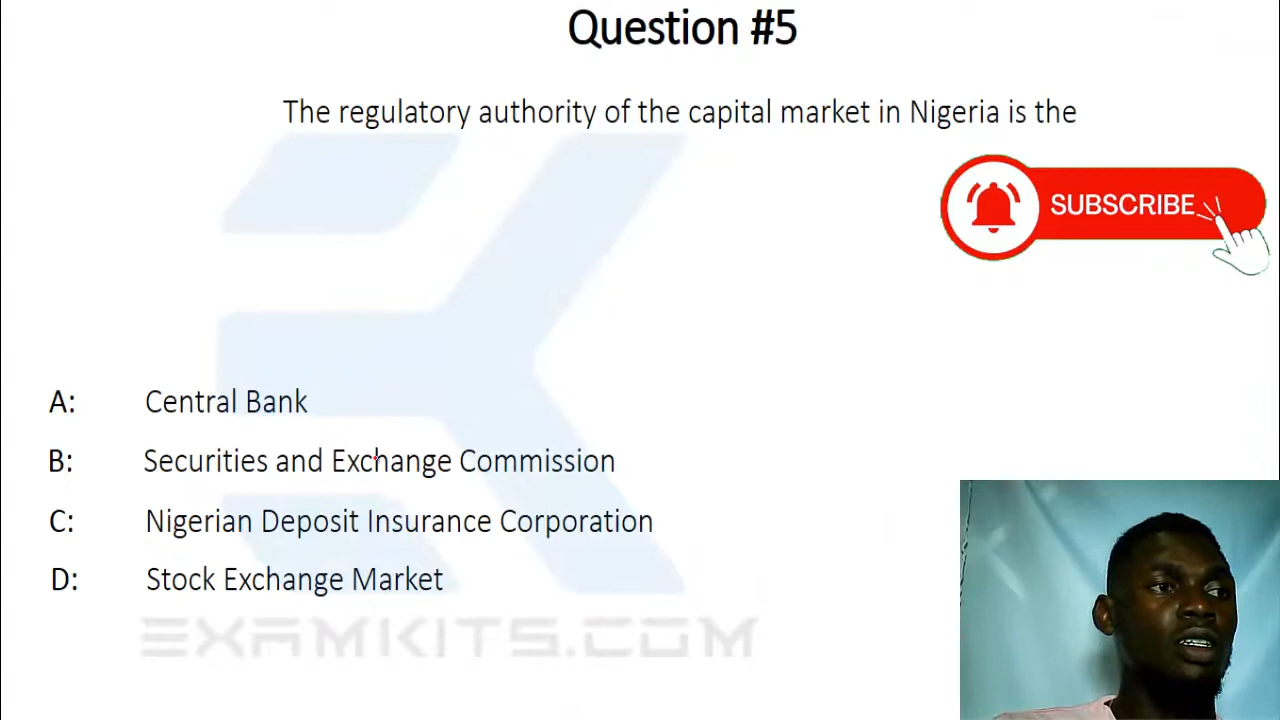 Question #5
The regulatory authority of the capital market in Nigeria is the
SUBSCRIBE
A: Central Bank
B: Securities and Exchange Commission
C: Nigerian Deposit Insurance Corporation
D: Stock Exchange Market
EXAMKITS.COM